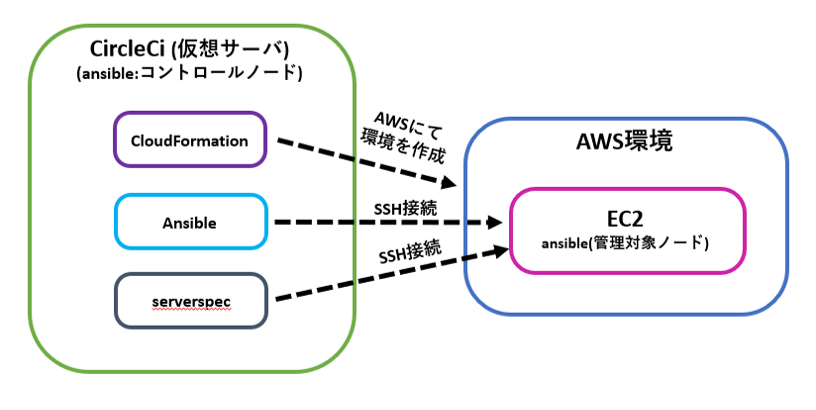 CircleCi (仮想サーバ)
(ansible:コントロールノード)
CloudFormation
Ansible
serverspec
AWSにて
環境を作成
SSH接続
SSH接続
AWS環境
EC2
ansible(管理対象ノード)